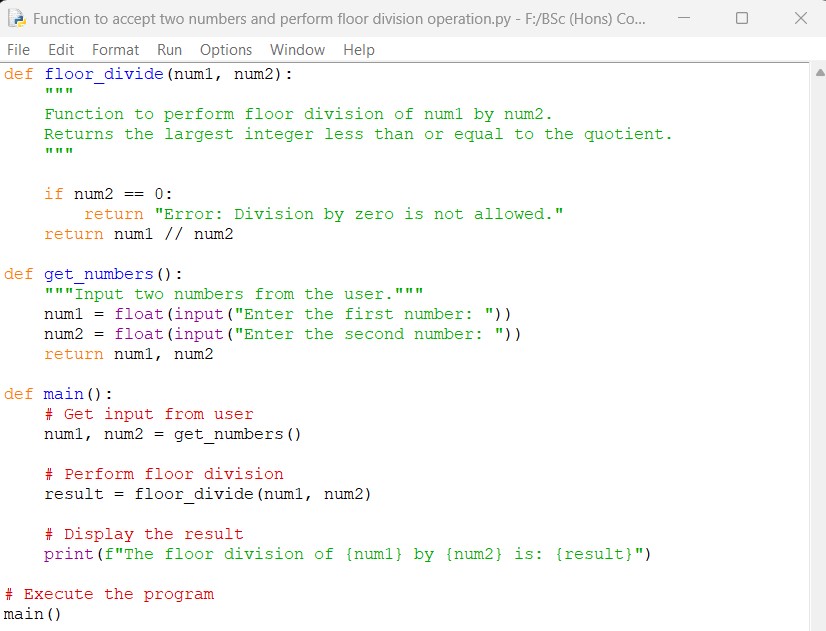 Function to accept two numbers and perform floor division operation.py - F:/BSc (Hons) Co...
File Edit Format Run Options Window Help
def floor_divide(num1, num2):
    """
    Function to perform floor division of num1 by num2.
    Returns the largest integer less than or equal to the quotient.
    """

    if num2 == 0:
        return "Error: Division by zero is not allowed."
    return num1 // num2

def get_numbers():
    """Input two numbers from the user."""
    num1 = float(input("Enter the first number: "))
    num2 = float(input("Enter the second number: "))
    return num1, num2

def main():
    # Get input from user
    num1, num2 = get_numbers()

    # Perform floor division
    result = floor_divide(num1, num2)

    # Display the result
    print(f"The floor division of {num1} by {num2} is: {result}")

# Execute the program
main()